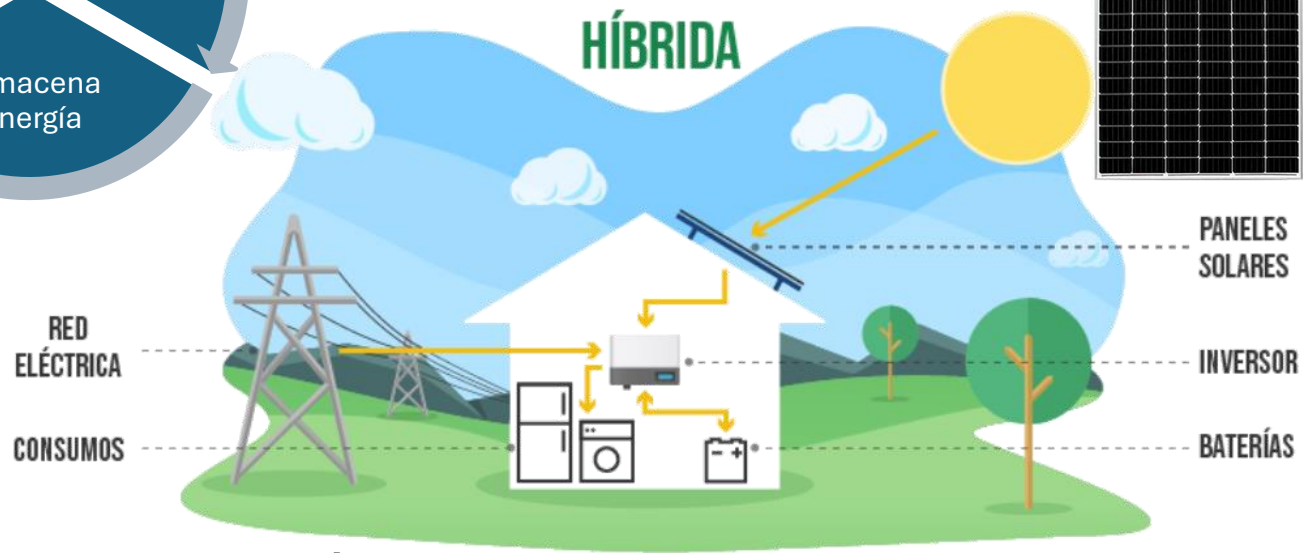 HÍBRIDA
macena
nergía
PANELES
SOLARES
RED
ELÉCTRICA
INVERSOR
CONSUMOS
BATERÍAS